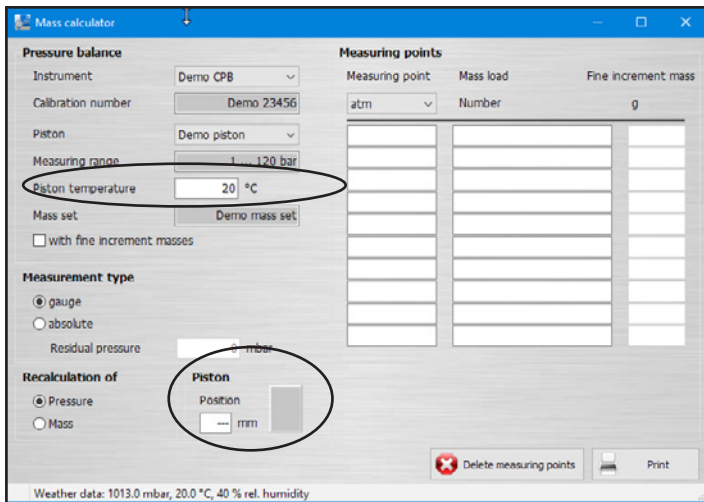 Mass calculator
Pressure balance
Instrument Demo CPB
Calibration number Demo 23456
Piston Demo piston
Measuring range 1 ... 120 bar
Piston temperature 20 °C
Mass set Demo mass set
with fine increment masses
Measurement type
gauge
absolute
Residual pressure 0 mbar
Recalculation of
Pressure
Mass
Piston
Position
--- mm
Measuring points
Measuring point Mass load Fine increment mass
atm Number g
Delete measuring points Print
Weather data: 1013.0 mbar, 20.0 °C, 40 % rel. humidity